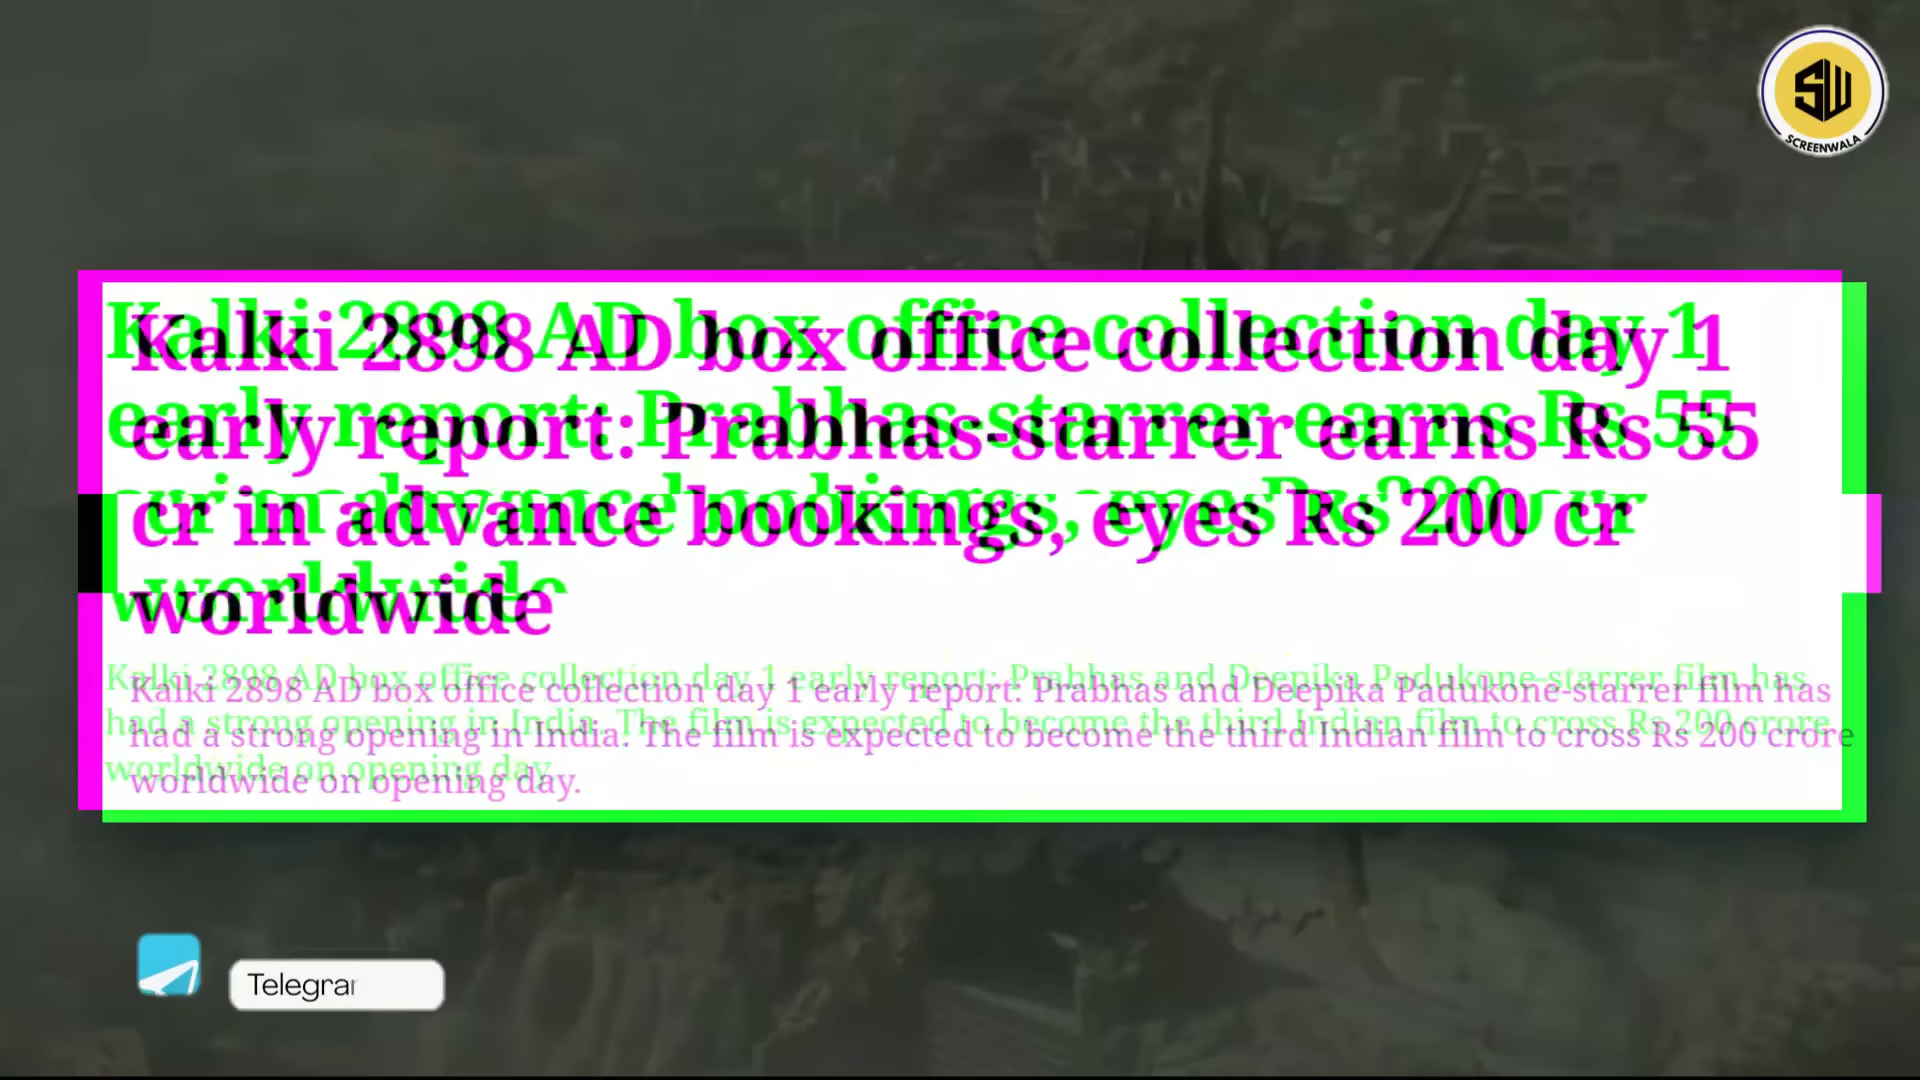 SW
SCREENWALA
Kalki 2898 AD box office collection day 1
early report: Prabhas-starrer earns Rs 55
cr in advance bookings, eyes Rs 200 cr
worldwide
Kalki 2898 AD box office collection day 1 early report: Prabhas and Deepika Padukone-starrer film has
had a strong opening in India. The film is expected to become the third Indian film to cross Rs 200 crore
worldwide on opening day.
Telegrar